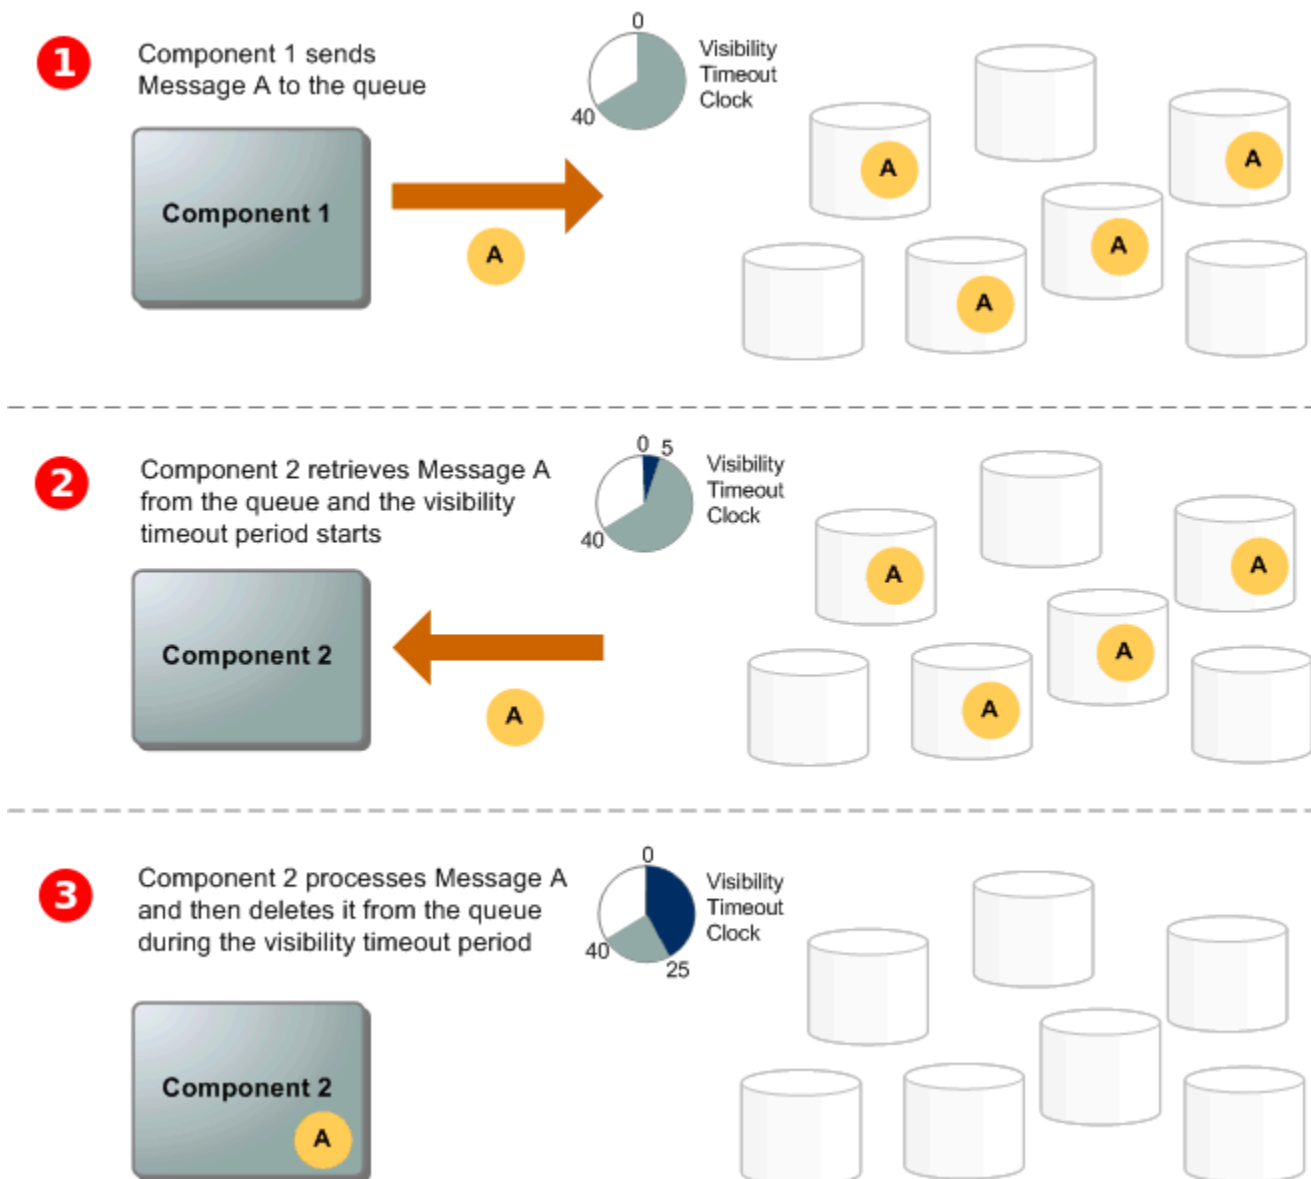 1
Component 1 sends
Message A to the queue
0
40
Visibility
Timeout
Clock
Component 1
A
A
A
A
A
2
Component 2 retrieves Message A
from the queue and the visibility
timeout period starts
0 5
40
Visibility
Timeout
Clock
Component 2
A
A
A
A
A
3
Component 2 processes Message A
and then deletes it from the queue
during the visibility timeout period
0
40
25
Visibility
Timeout
Clock
Component 2
A